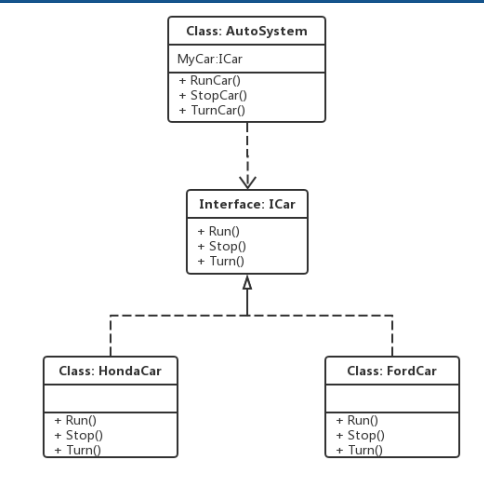 Class: AutoSystem
MyCar:ICar
+ RunCar()
+ StopCar()
+ TurnCar()
Interface: ICar
+ Run()
+ Stop()
+ Turn()
Class: HondaCar
+ Run()
+ Stop()
+ Turn()
Class: FordCar
+ Run()
+ Stop()
+ Turn()